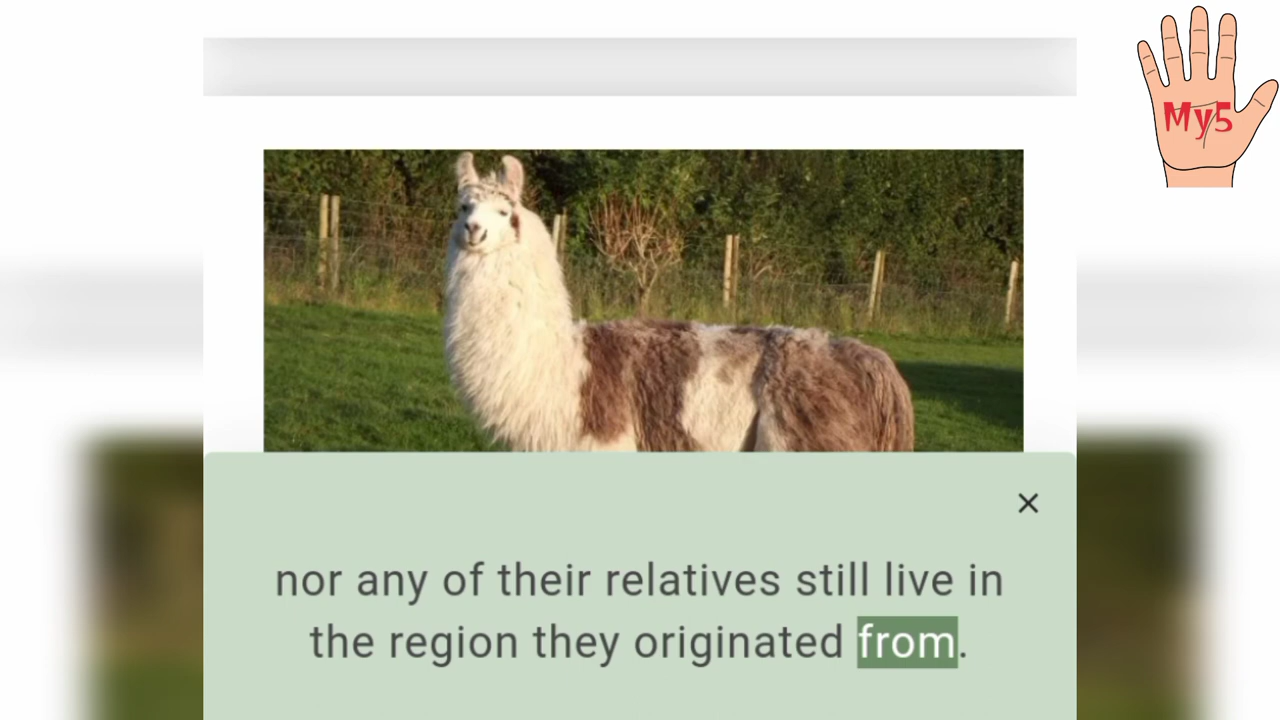 My5
nor any of their relatives still live in
the region they originated from.